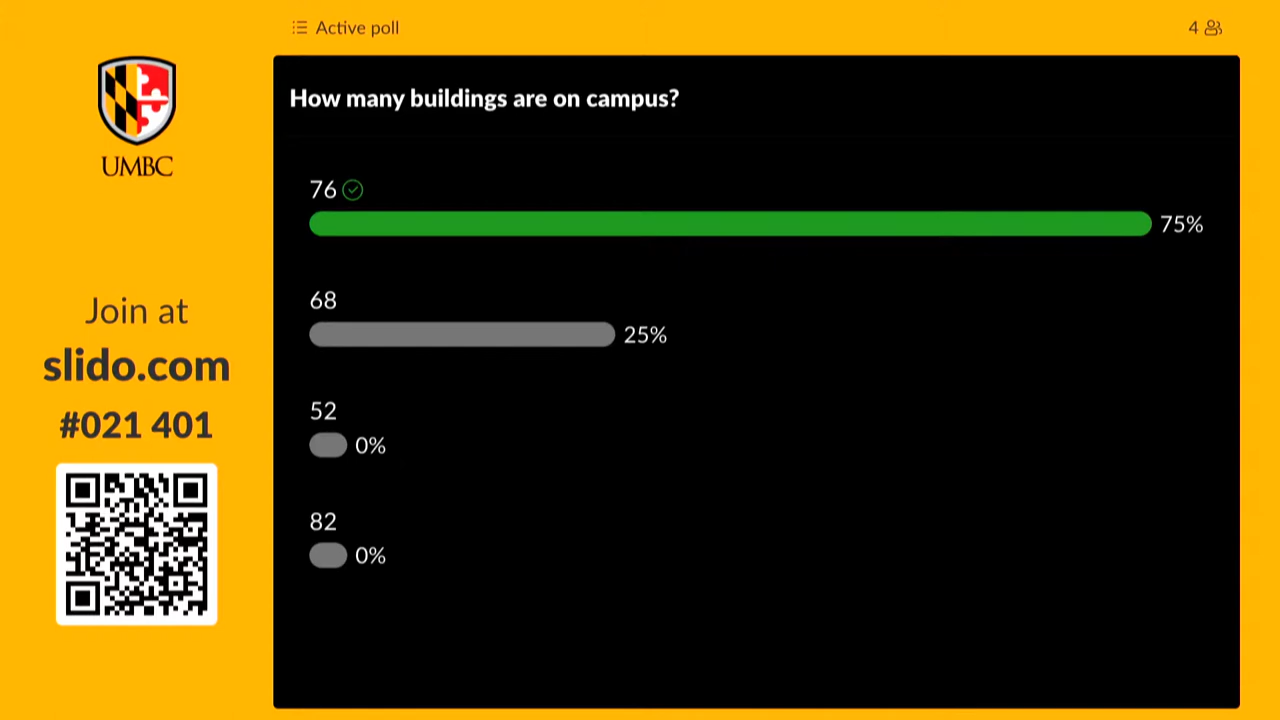 Active poll
4
UMBC
How many buildings are on campus?
76
75%
68
25%
52
0%
82
0%
Join at
slido.com
#021 401